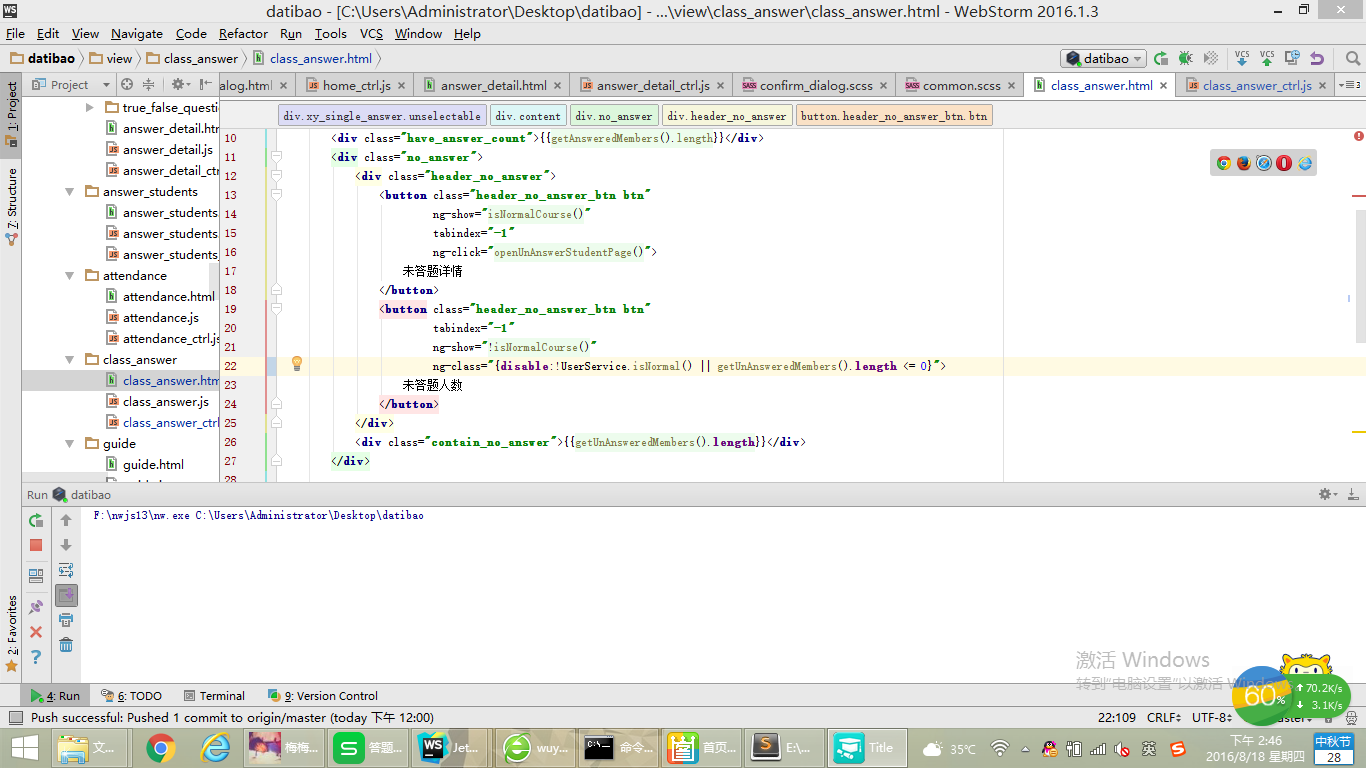 datibao - [C:\Users\Administrator\Desktop\datibao] - ...\view\class_answer\class_answer.html - WebStorm 2016.1.3
File Edit View Navigate Code Refactor Run Tools VCS Window Help
datibao view class_answer class_answer.html datibao VCS VCS
Project alog.html home_ctrl.js answer_detail.html answer_detail_ctrl.js confirm_dialog.scss common.scss class_answer.html class_answer_ctrl.js
1: Project
Z: Structure
2: Favorites
true_false_questi
answer_detail.htm
answer_detail.js
answer_detail_ctr
answer_students
answer_students.
answer_students.
answer_students_
attendance
attendance.html
attendance.js
attendance_ctrl.js
class_answer
class_answer.htm
class_answer.js
class_answer_ctrl
guide
guide.html
div.xy_single_answer.unselectable div.content div.no_answer div.header_no_answer button.header_no_answer_btn.btn
10 <div class="have_answer_count">{{getAnsweredMembers().length}}</div>
11 <div class="no_answer">
12 <div class="header_no_answer">
13 <button class="header_no_answer_btn btn"
14 ng-show="isNormalCourse()"
15 tabindex="-1"
16 ng-click="openUnAnswerStudentPage()">
17 未答题详情
18 </button>
19 <button class="header_no_answer_btn btn"
20 tabindex="-1"
21 ng-show="!isNormalCourse()"
22 ng-class="{disable:!UserService.isNormal() || getUnAnsweredMembers().length <= 0}">
23 未答题人数
24 </button>
25 </div>
26 <div class="contain_no_answer">{{getUnAnsweredMembers().length}}</div>
27 </div>
28
Run datibao
F:\nwjs13\nw.exe C:\Users\Administrator\Desktop\datibao
激活 Windows
转到"电脑设置"以激活 Windows
60% 70.2K/s
3.1K/s
4: Run 6: TODO Terminal 9: Version Control
Push successful: Pushed 1 commit to origin/master (today 下午 12:00) 22:109 CRLF UTF-8
文... 梅梅... 答题... Jet... wuy... 命令... 首页... E:\... Title 35℃ 英
下午 2:46
2016/8/18 星期四
中秋节
28